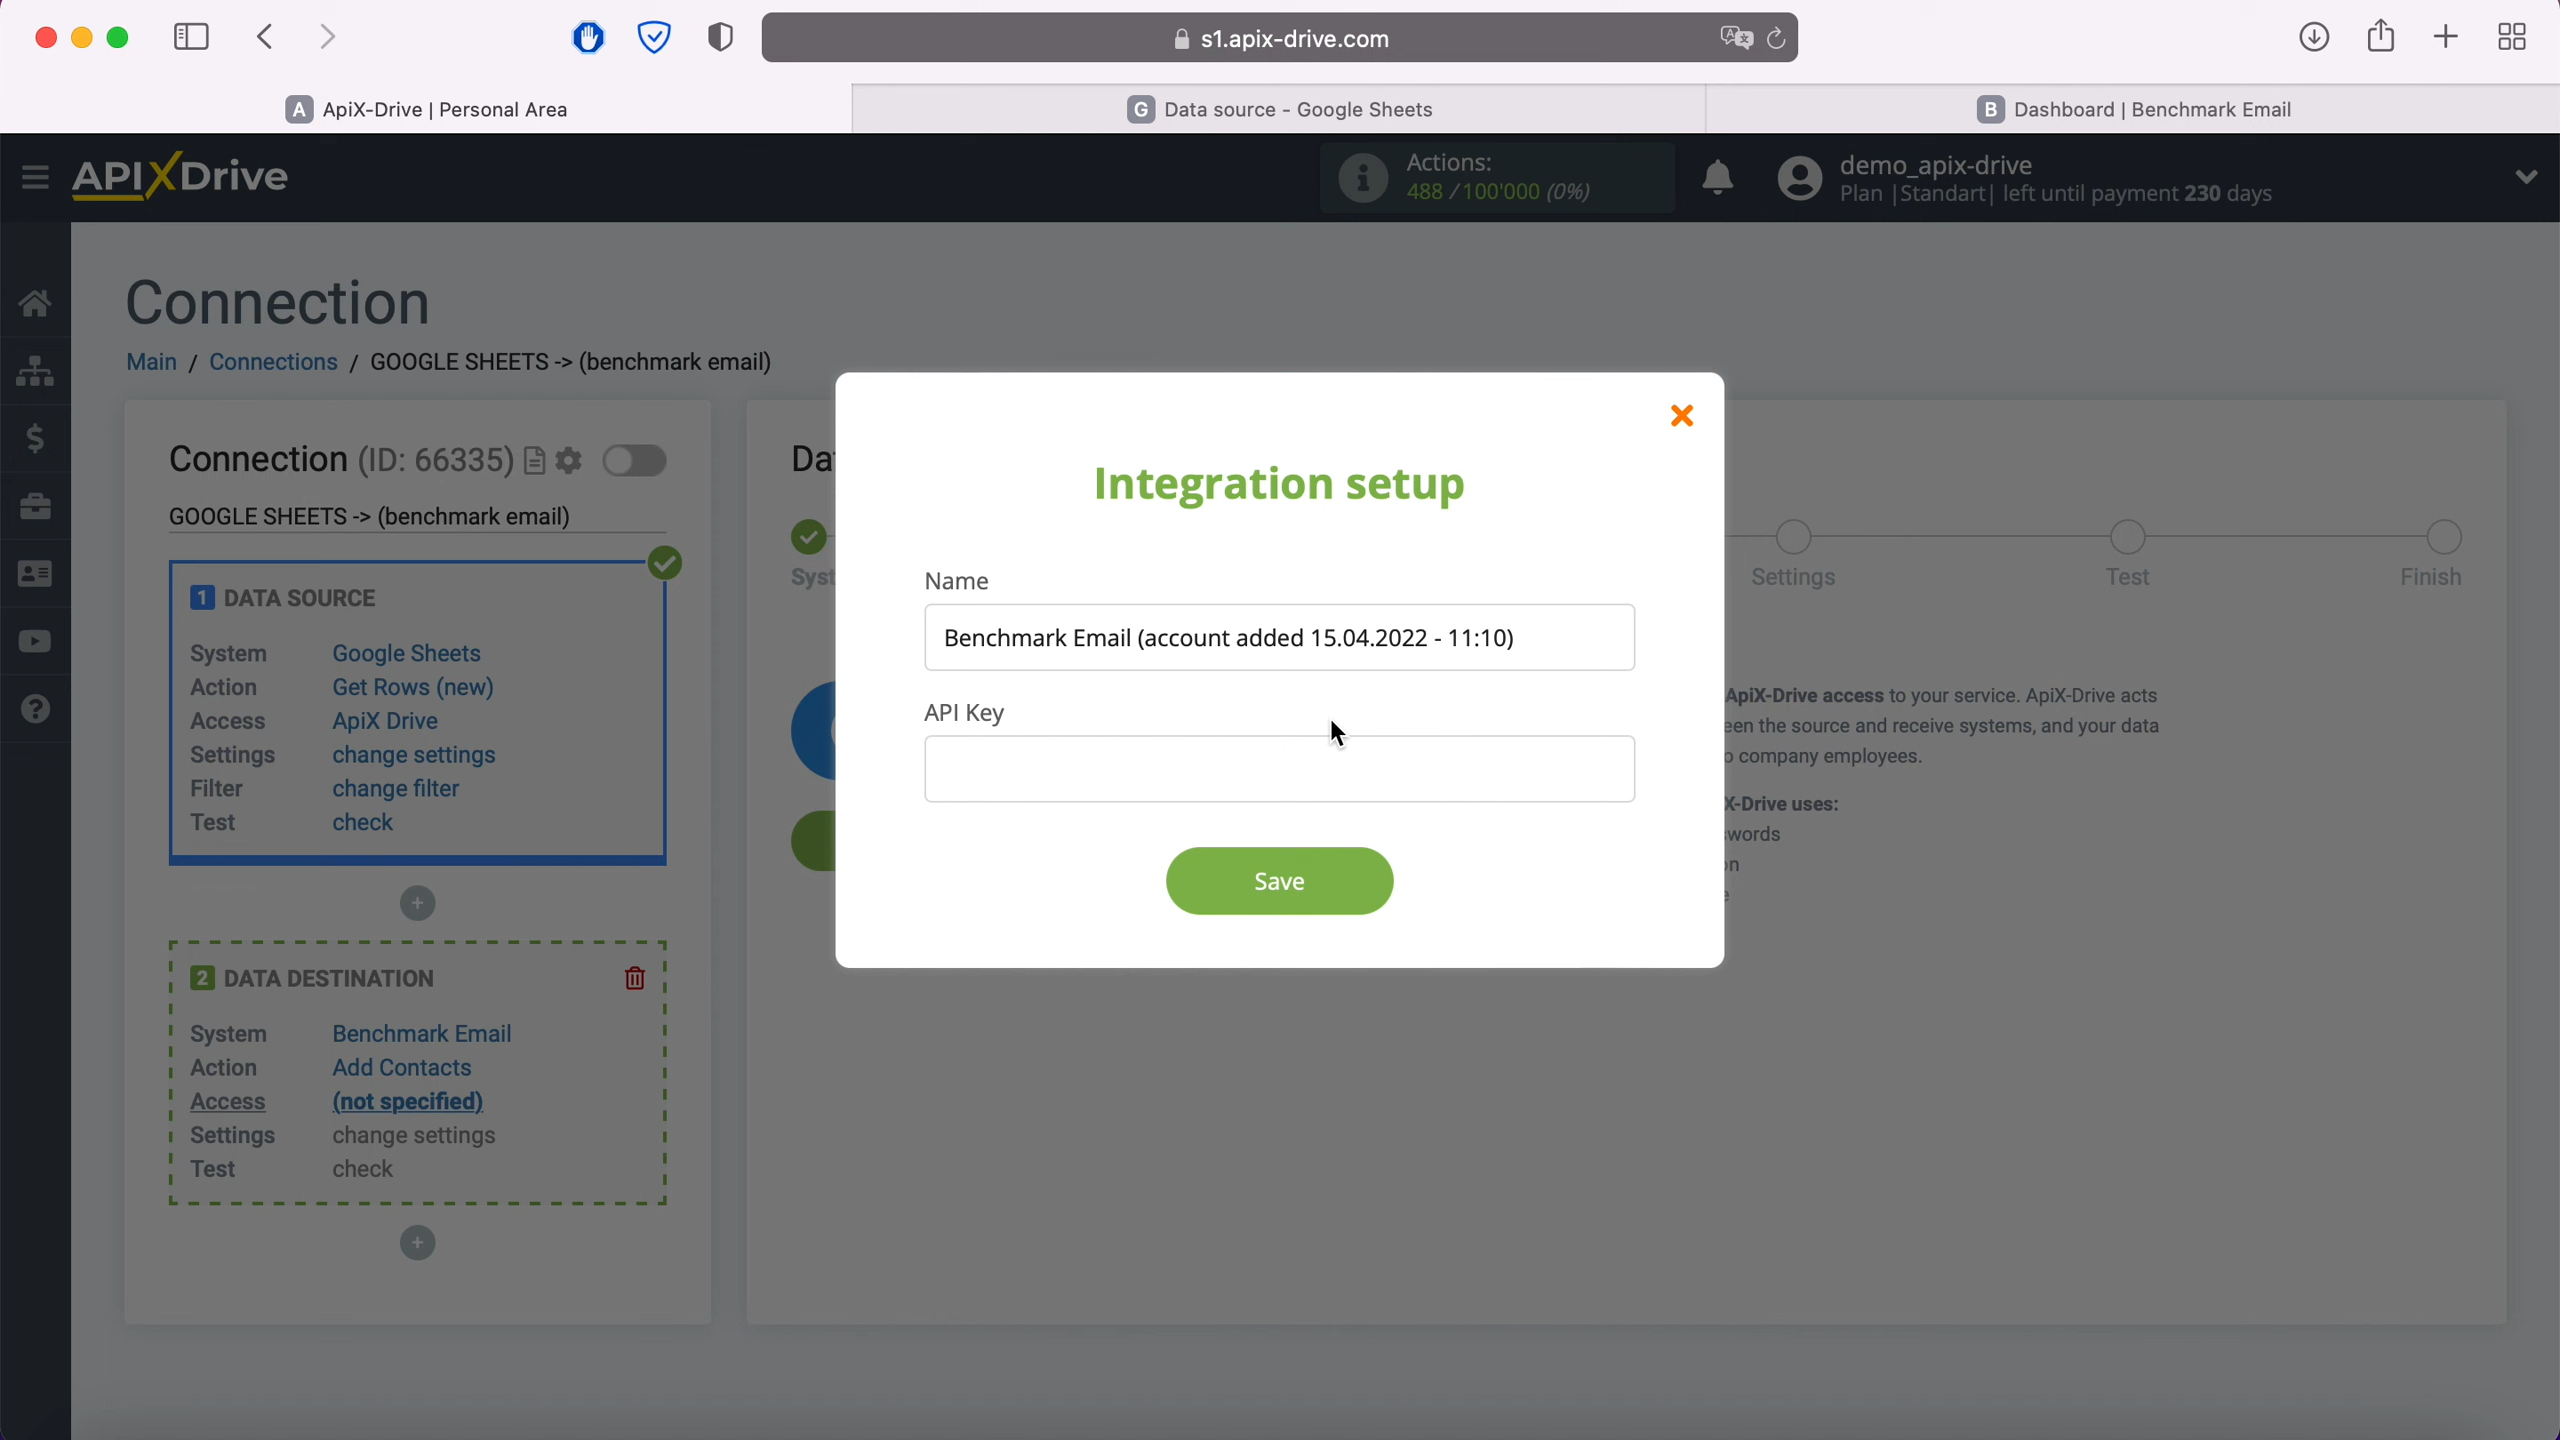 s1.apix-drive.com
A ApiX-Drive | Personal Area
G Data source - Google Sheets
B Dashboard | Benchmark Email
APIXDrive
Actions:
488 / 100'000 (0%)
demo_apix-drive
Plan |Standart| left until payment 230 days
Connection
Main / Connections / GOOGLE SHEETS -> (benchmark email)
Connection (ID: 66335)
GOOGLE SHEETS -> (benchmark email)
1 DATA SOURCE
System Google Sheets
Action Get Rows (new)
Access ApiX Drive
Settings change settings
Filter change filter
Test check
2 DATA DESTINATION
System Benchmark Email
Action Add Contacts
Access (not specified)
Settings change settings
Test check
Settings
Test
Finish
ApiX-Drive access to your service. ApiX-Drive acts
the source and receive systems, and your data
company employees.
X-Drive uses:
Integration setup
Name
Benchmark Email (account added 15.04.2022 - 11:10)
API Key
Save